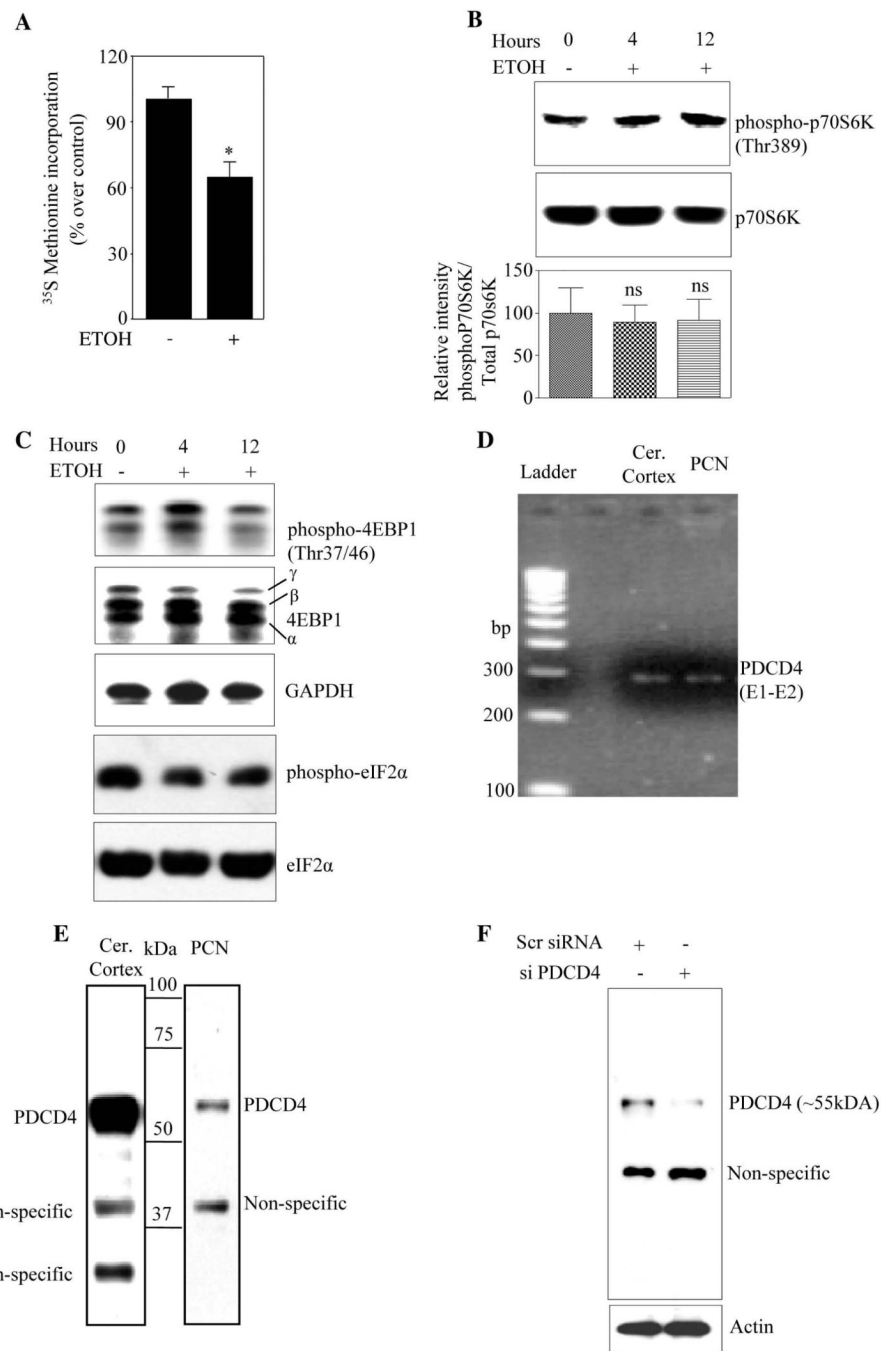 A
120
90
60
30
0
*
35S Methionine incorporation
(% over control)
ETOH - +
B
Hours 0 4 12
ETOH - + +
phospho-p70S6K
(Thr389)
p70S6K
150
100
50
0
ns ns
Relative intensity
phosphoP70S6K/
Total p70s6K
C
Hours 0 4 12
ETOH - + +
phospho-4EBP1
(Thr37/46)
γ
β
4EBP1
α
GAPDH
phospho-eIF2α
eIF2α
D
Ladder Cer. Cortex PCN
bp
300
200
100
PDCD4
(E1-E2)
E
Cer. kDa PCN
Cortex
100
75
50
37
PDCD4
PDCD4
n-specific
Non-specific
n-specific
F
Scr siRNA + -
si PDCD4 - +
PDCD4 (~55kDA)
Non-specific
Actin